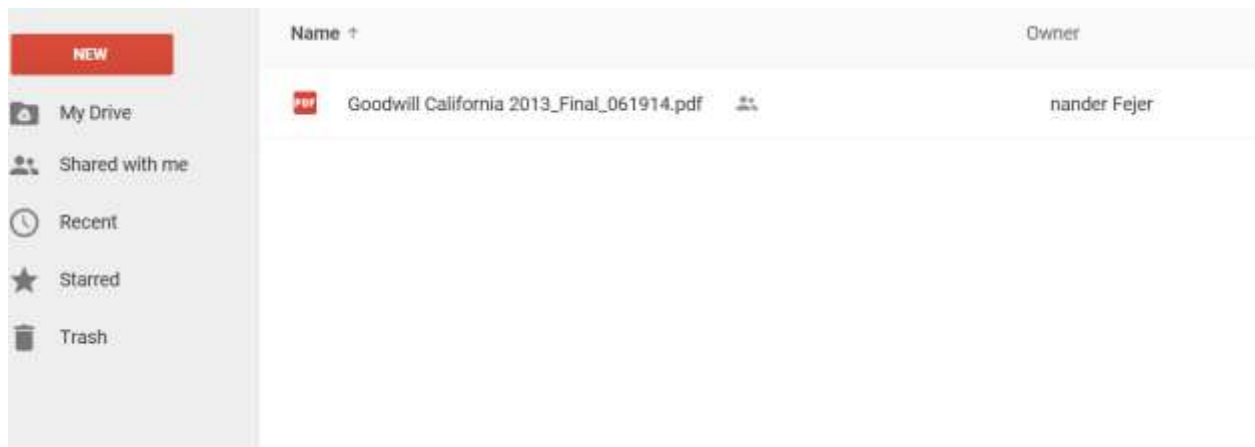 NEW
My Drive
Shared with me
Recent
Starred
Trash
Name ↑
Owner
PDF
Goodwill California 2013_Final_061914.pdf
nander Fejer